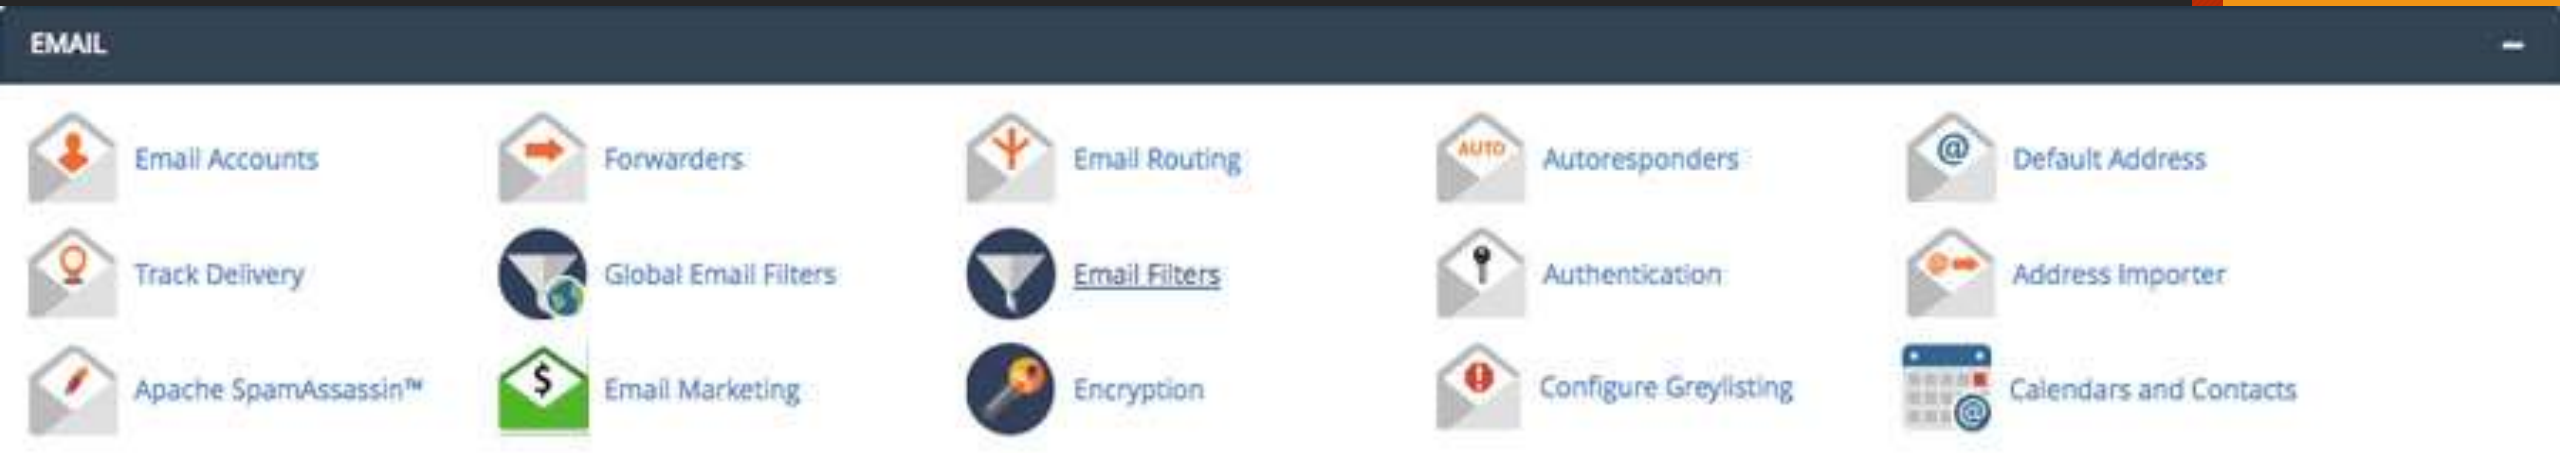 EMAIL
Email Accounts
Forwarders
Email Routing
AUTO
Autoresponders
@
Default Address
Track Delivery
Global Email Filters
Email Filters
Authentication
@
Address Importer
Apache SpamAssassin™
$
Email Marketing
Encryption
!
Configure Greylisting
@
Calendars and Contacts